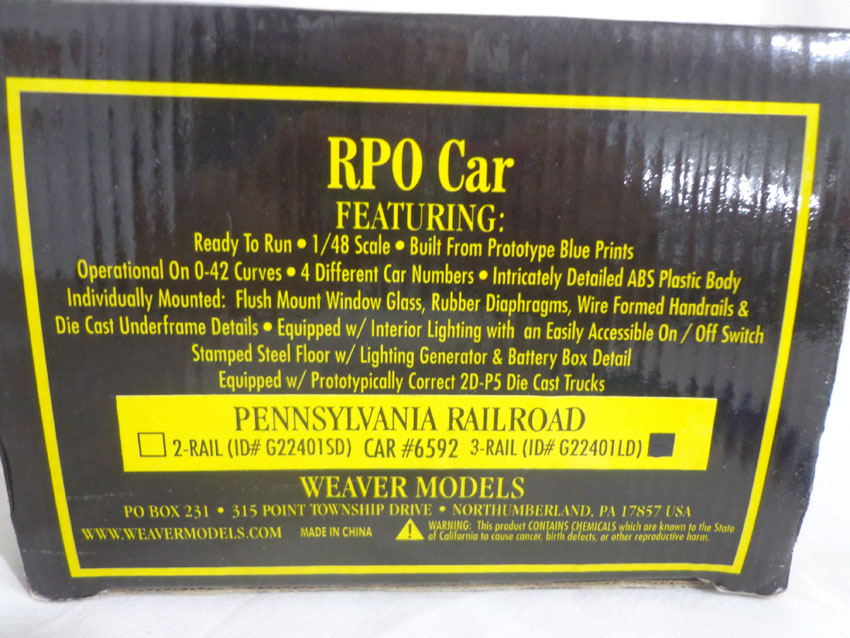 RPO Car
FEATURING:
Ready To Run • 1/48 Scale • Built From Prototype Blue Prints
Operational On 0-42 Curves • 4 Different Car Numbers • Intricately Detailed ABS Plastic Body
Individually Mounted: Flush Mount Window Glass, Rubber Diaphragms, Wire Formed Handrails &
Die Cast Underframe Details • Equipped w/ Interior Lighting with an Easily Accessible On / Off Switch
Stamped Steel Floor w/ Lighting Generator & Battery Box Detail
Equipped w/ Prototypically Correct 2D-P5 Die Cast Trucks
PENNSYLVANIA RAILROAD
2-RAIL (ID# G22401SD) CAR #6592 3-RAIL (ID# G22401LD)
WEAVER MODELS
PO BOX 231 • 315 POINT TOWNSHIP DRIVE • NORTHUMBERLAND, PA 17857 USA
WWW.WEAVERMODELS.COM MADE IN CHINA WARNING: This product CONTAINS CHEMICALS which are known to the State
of California to cause cancer, birth defects, or other reproductive harm.